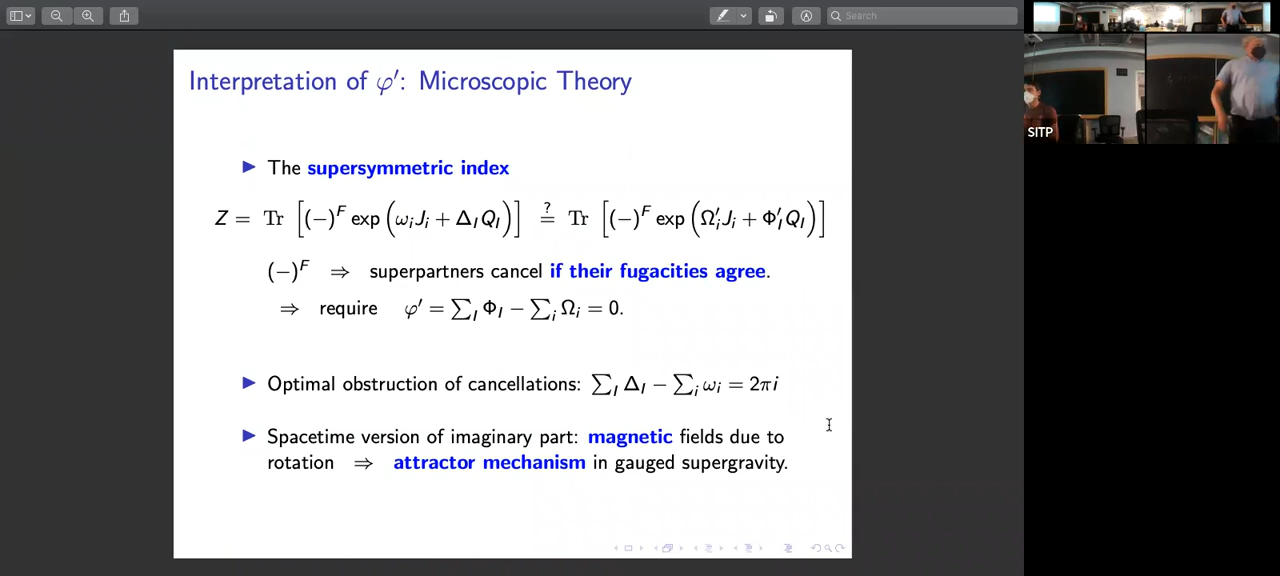 Search
Interpretation of φ′: Microscopic Theory
▶ The supersymmetric index
Z = Tr [(−)^F exp(ω_i J_i + Δ_I Q_I)] ≟ Tr [(−)^F exp(Ω′_i J_i + Φ′_I Q_I)]
(−)^F ⇒ superpartners cancel if their fugacities agree.
⇒ require φ′ = ∑_I Φ_I − ∑_i Ω_i = 0.
▶ Optimal obstruction of cancellations: ∑_I Δ_I − ∑_i ω_i = 2πi
▶ Spacetime version of imaginary part: magnetic fields due to
rotation ⇒ attractor mechanism in gauged supergravity.
SITP